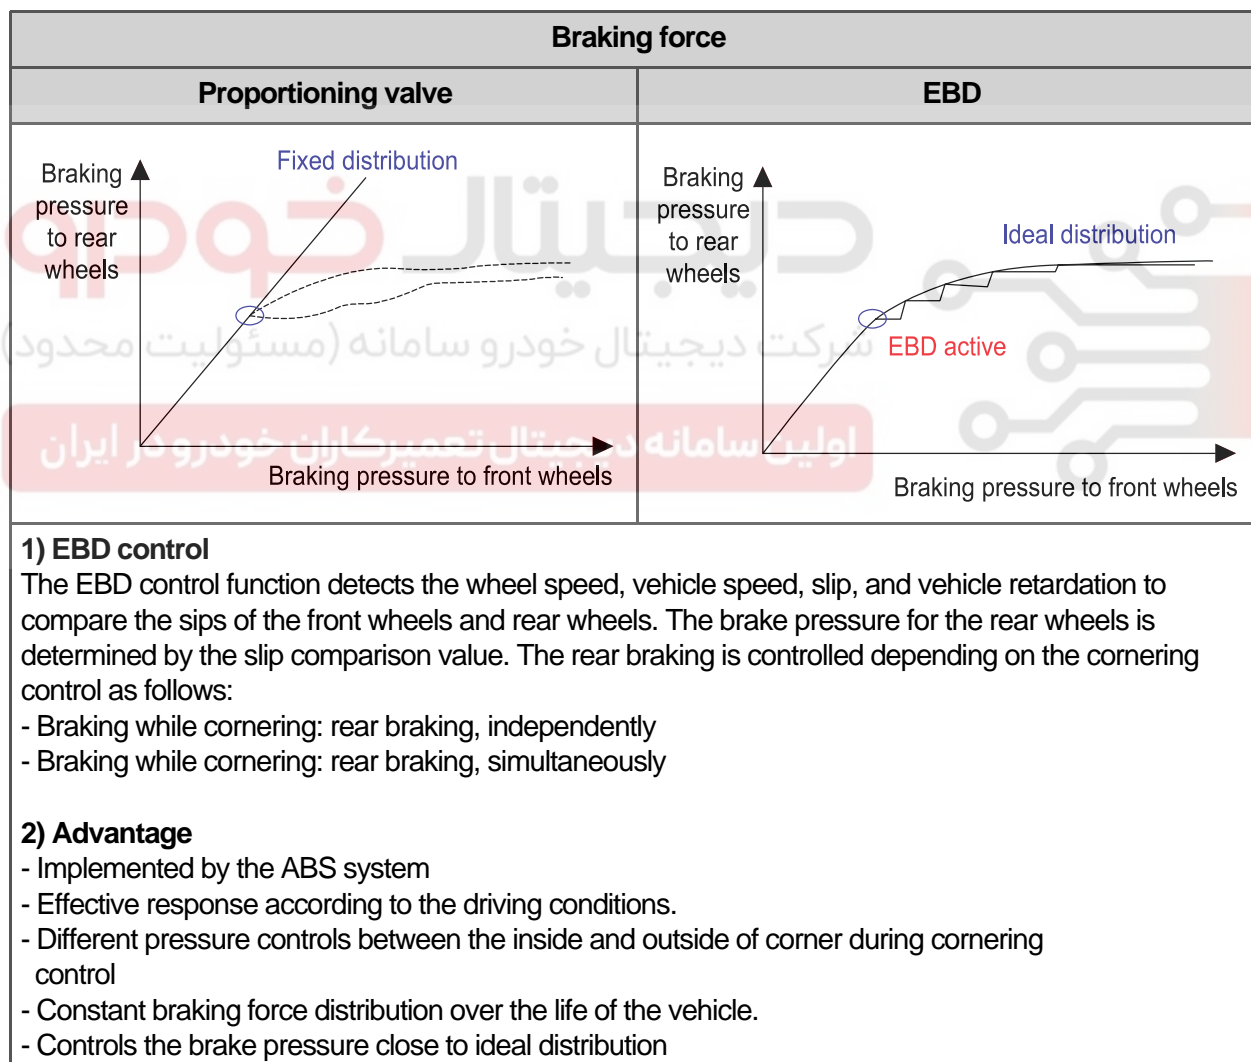 Braking force
Proportioning valve
EBD
Braking
pressure
to rear
wheels
Fixed distribution
Braking pressure to front wheels
Braking
pressure
to rear
wheels
Ideal distribution
EBD active
Braking pressure to front wheels
دیجیتال خودرو
شرکت دیجیتال خودرو سامانه (مسئولیت محدود)
اولین سامانه دیجیتال تعمیرکاران خودرو در ایران
1) EBD control
The EBD control function detects the wheel speed, vehicle speed, slip, and vehicle retardation to
compare the sips of the front wheels and rear wheels. The brake pressure for the rear wheels is
determined by the slip comparison value. The rear braking is controlled depending on the cornering
control as follows:
- Braking while cornering: rear braking, independently
- Braking while cornering: rear braking, simultaneously
2) Advantage
- Implemented by the ABS system
- Effective response according to the driving conditions.
- Different pressure controls between the inside and outside of corner during cornering
control
- Constant braking force distribution over the life of the vehicle.
- Controls the brake pressure close to ideal distribution